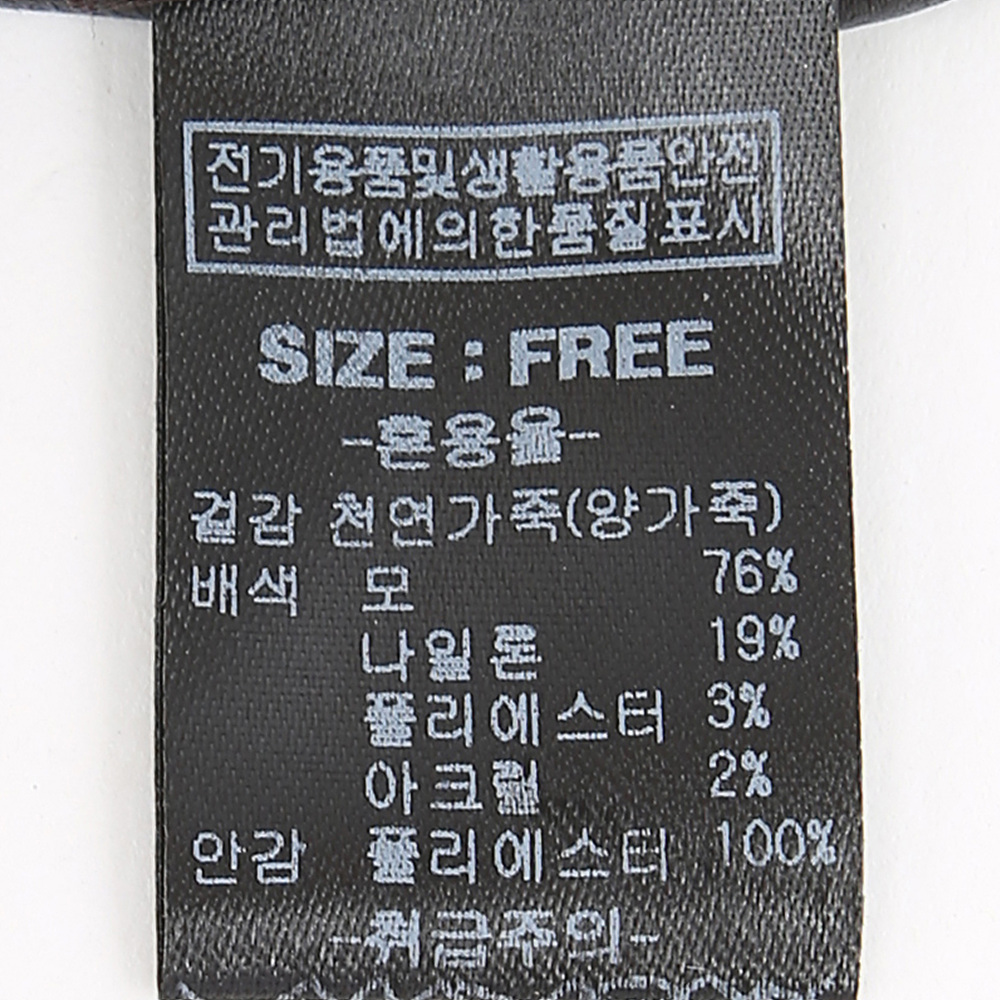 전기용품및생활용품안전
관리법에의한품질표시
SIZE : FREE
-혼용율-
겉감 천연가죽(양가죽)
배색 모 76%
나일론 19%
폴리에스터 3%
아크릴 2%
안감 폴리에스터 100%
-취급주의-